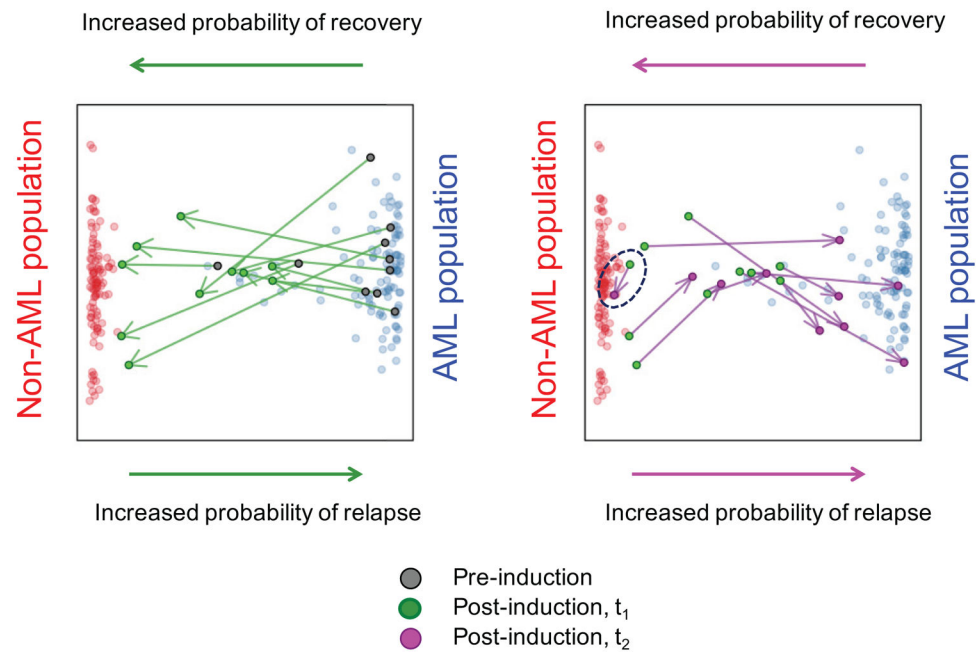 Increased probability of recovery
Increased probability of recovery
Non-AML population
AML population
Non-AML population
AML population
Increased probability of relapse
Increased probability of relapse
Pre-induction
Post-induction, t₁
Post-induction, t₂